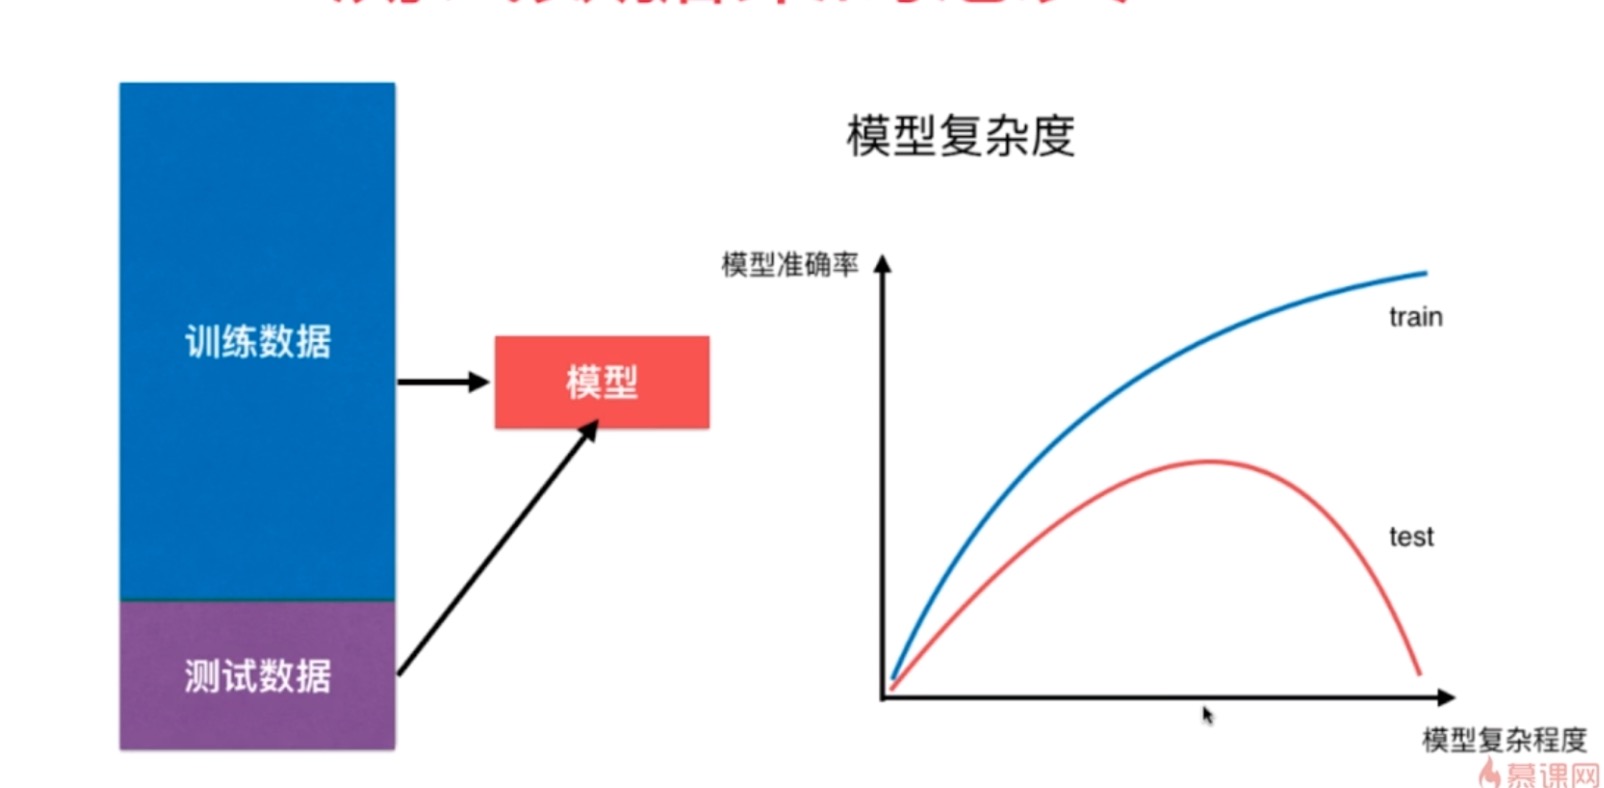 模型复杂度
模型准确率
train
训练数据
模型
test
测试数据
模型复杂程度
慕课网